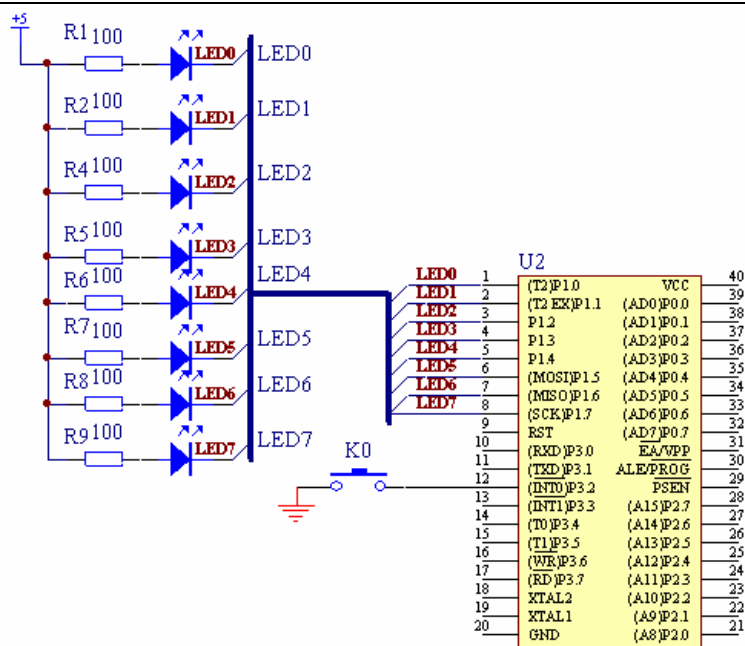 +5
R1 100
LED0
LED0
R2 100
LED1
LED1
R4 100
LED2
LED2
R5 100
LED3
LED3
R6 100
LED4
LED4
R7 100
LED5
LED5
R8 100
LED6
LED6
R9 100
LED7
LED7
K0
U2
LED0 1 (T2)P1.0 VCC 40
LED1 2 (T2 EX)P1.1 (AD0)P0.0 39
LED2 3 P1.2 (AD1)P0.1 38
LED3 4 P1.3 (AD2)P0.2 37
LED4 5 P1.4 (AD3)P0.3 36
LED5 6 (MOSI)P1.5 (AD4)P0.4 35
LED6 7 (MISO)P1.6 (AD5)P0.5 34
LED7 8 (SCK)P1.7 (AD6)P0.6 33
9 RST (AD7)P0.7 32
10 (RXD)P3.0 EA/VPP 31
11 (TXD)P3.1 ALE/PROG 30
12 (INT0)P3.2 PSEN 29
13 (INT1)P3.3 (A15)P2.7 28
14 (T0)P3.4 (A14)P2.6 27
15 (T1)P3.5 (A13)P2.5 26
16 (WR)P3.6 (A12)P2.4 25
17 (RD)P3.7 (A11)P2.3 24
18 XTAL2 (A10)P2.2 23
19 XTAL1 (A9)P2.1 22
20 GND (A8)P2.0 21